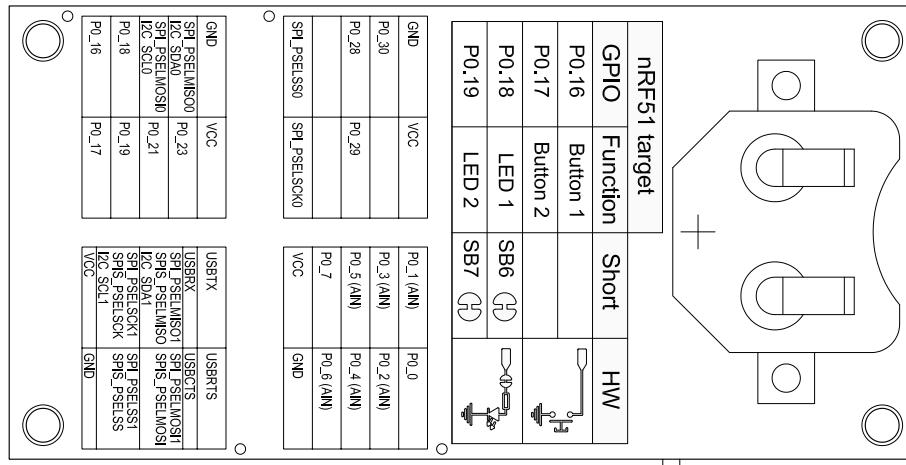 nRF51 target
GPIO Function Short HW
P0.16 Button 1
P0.17 Button 2
P0.18 LED 1 SB6
P0.19 LED 2 SB7
GND VCC
P0_30
P0_28 P0_29
SPI_PSELSS0 SPI_PSELSCK0
P0_1 (AIN) P0_0
P0_3 (AIN) P0_2 (AIN)
P0_5 (AIN) P0_4 (AIN)
P0_7 P0_6 (AIN)
VCC GND
GND VCC
SPI_PSELMISO0 P0_23
I2C_SDA0
SPI_PSELMOSI0 P0_21
I2C_SCL0
P0_18 P0_19
P0_16 P0_17
USBTX USBRTS
USBRX USBCTS
SPI_PSELMISO1 SPI_PSELMOSI1
SPIS_PSELMISO SPIS_PSELMOSI
I2C_SDA1
SPI_PSELSCK1 SPI_PSELSS1
SPIS_PSELSCK SPIS_PSELSS
I2C_SCL1
VCC GND